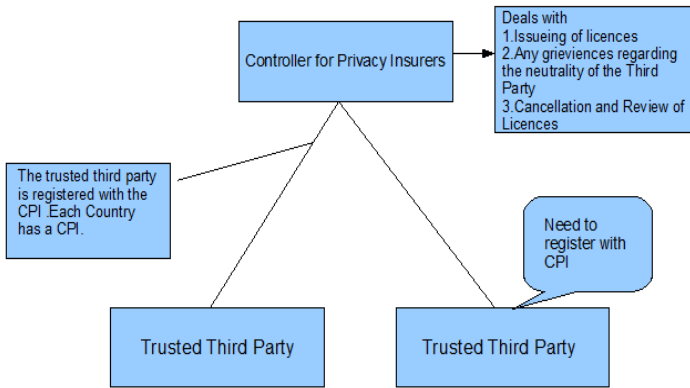 Controller for Privacy Insurers
Deals with
1.Issueing of licences
2.Any grieviences regarding
the neutrality of the Third
Party
3.Cancellation and Review of
Licences
The trusted third party
is registered with the
CPI .Each Country
has a CPI.
Need to
register with
CPI
Trusted Third Party
Trusted Third Party